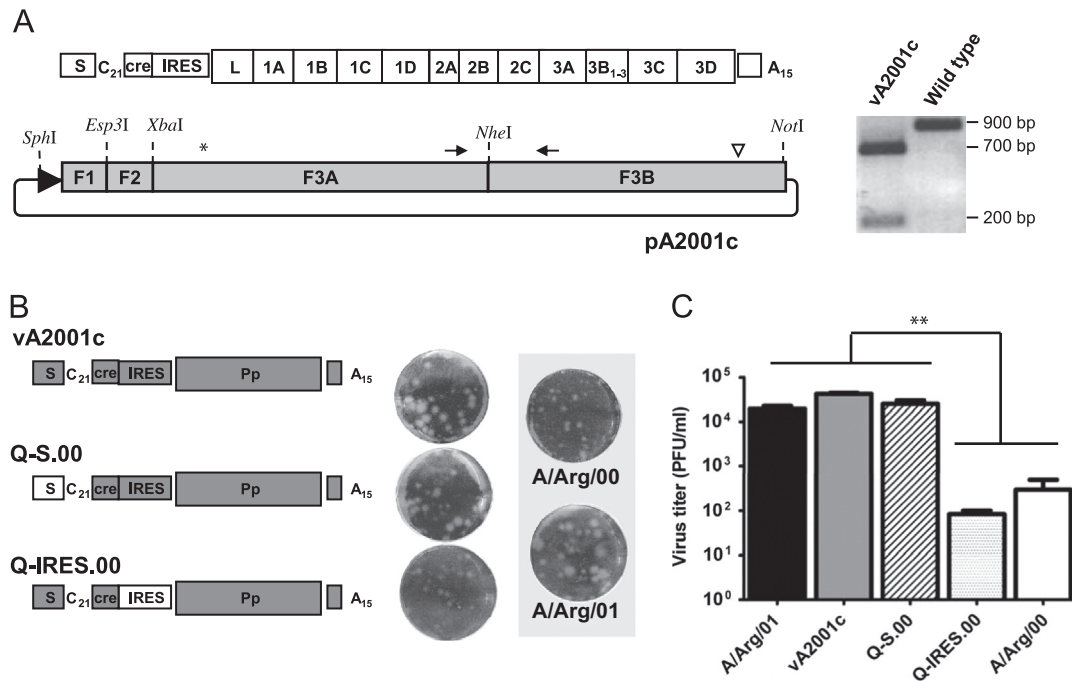 A
S C21 cre IRES L 1A 1B 1C 1D 2A 2B 2C 3A 3B1-3 3C 3D A15
SphI Esp3I XbaI * NheI NotI
F1 F2 F3A F3B
pA2001c
vA2001c Wild type
900 bp
700 bp
200 bp
B
vA2001c
S C21 cre IRES Pp A15
Q-S.00
S C21 cre IRES Pp A15
Q-IRES.00
S C21 cre IRES Pp A15
A/Arg/00
A/Arg/01
C
**
Virus titer (PFU/ml)
10^5
10^4
10^3
10^2
10^1
10^0
A/Arg/01 vA2001c Q-S.00 Q-IRES.00 A/Arg/00